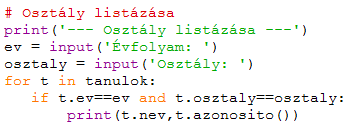 # Osztály listázása
print('--- Osztály listázása ---')
ev = input('Évfolyam: ')
osztaly = input('Osztály: ')
for t in tanulok:
    if t.ev==ev and t.osztaly==osztaly:
        print(t.nev,t.azonosito())